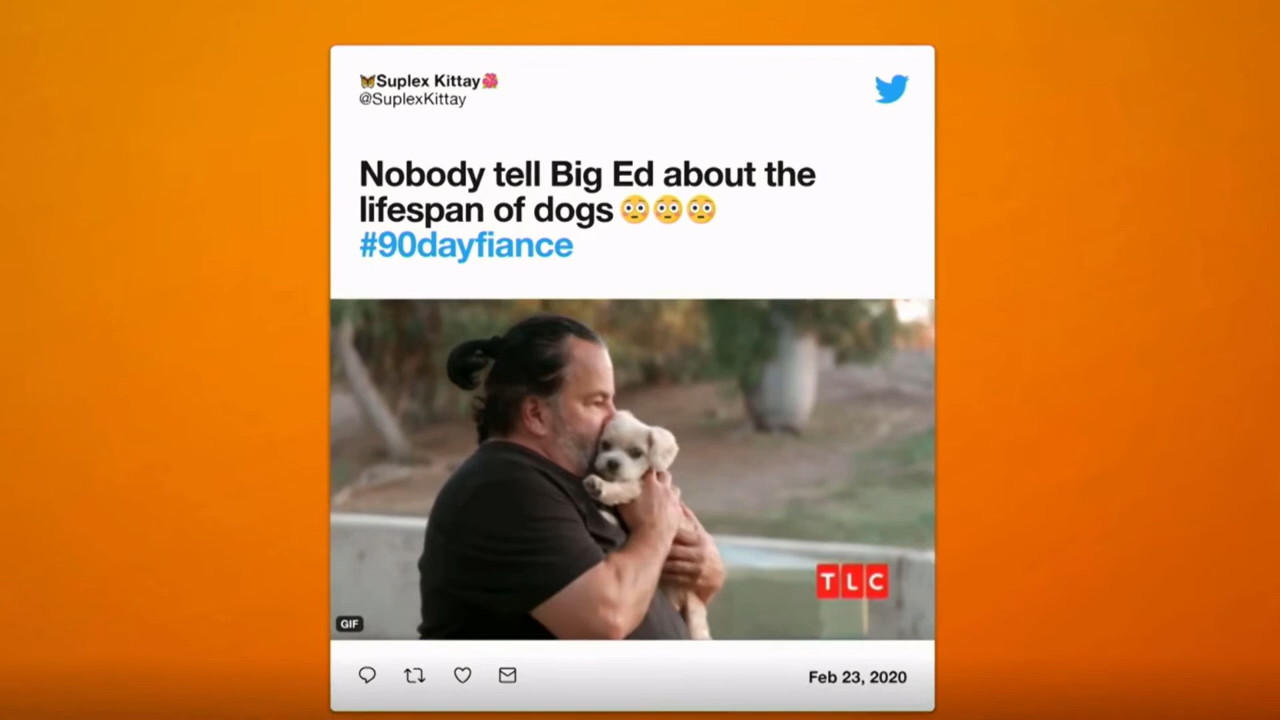 🦋Suplex Kittay🌺
@SuplexKittay
Nobody tell Big Ed about the
lifespan of dogs 😳😳😳
#90dayfiance
TLC
GIF
Feb 23, 2020